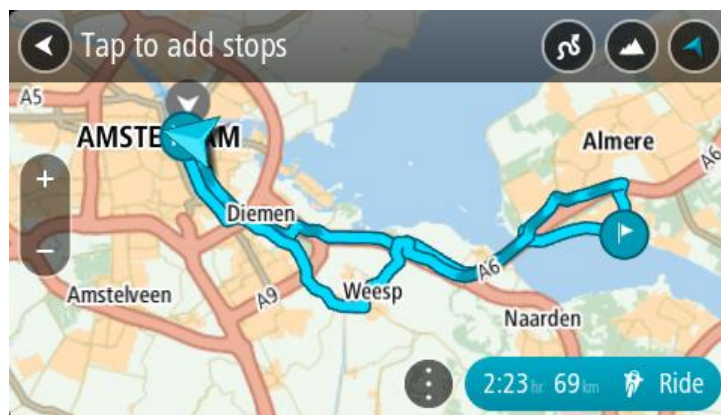 Tap to add stops
A5
AMSTE AM
Almere
A6
+
Diemen
−
A6
Amstelveen
A9
Weesp
Naarden
2:23 hr 69 km Ride